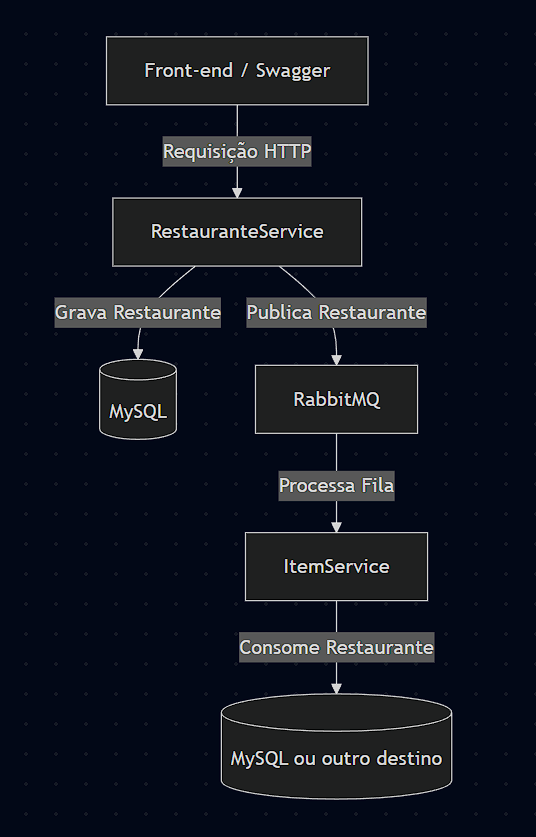 Front-end / Swagger
Requisição HTTP
RestauranteService
Grava Restaurante
Publica Restaurante
MySQL
RabbitMQ
Processa Fila
ItemService
Consome Restaurante
MySQL ou outro destino